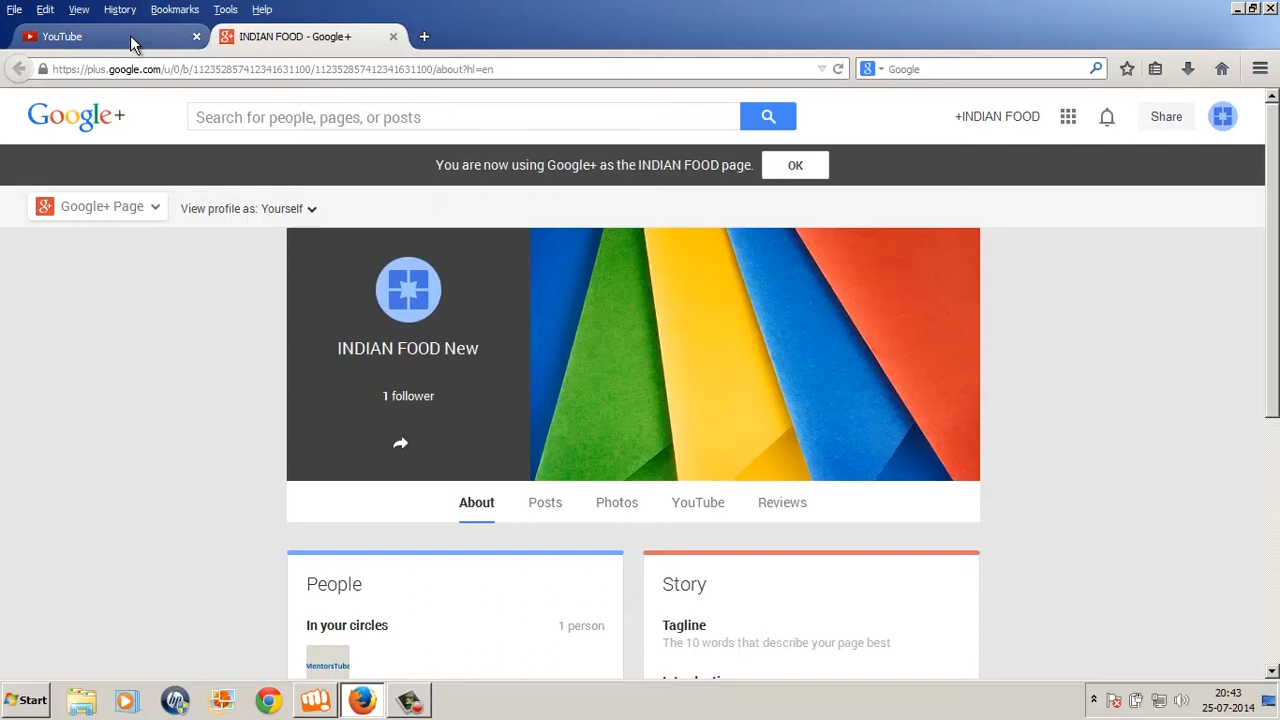 File Edit View History Bookmarks Tools Help
YouTube
INDIAN FOOD - Google+
https://plus.google.com/u/0/b/112352857412341631100/112352857412341631100/about?hl=en
Google
Google+
Search for people, pages, or posts
+INDIAN FOOD
Share
You are now using Google+ as the INDIAN FOOD page.
OK
Google+ Page
View profile as: Yourself
INDIAN FOOD New
1 follower
About Posts Photos YouTube Reviews
People
In your circles
1 person
MentorsTube
Story
Tagline
The 10 words that describe your page best
Start
20:43
25-07-2014